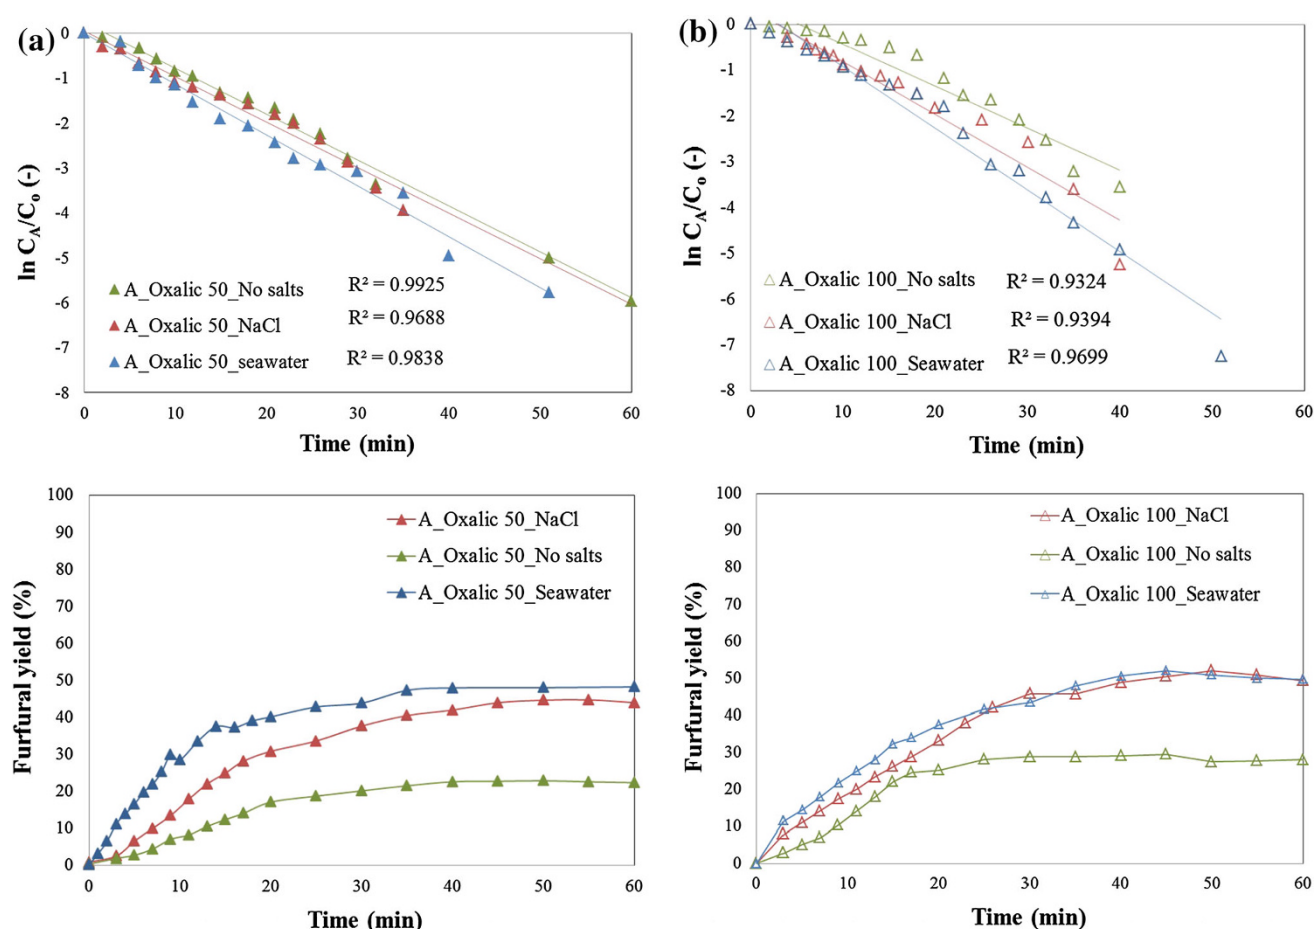 (a)
ln C_A/C_o (-)
0
-1
-2
-3
-4
-5
-6
-7
-8
A_Oxalic 50_No salts R² = 0.9925
A_Oxalic 50_NaCl R² = 0.9688
A_Oxalic 50_seawater R² = 0.9838
0 10 20 30 40 50 60
Time (min)
(b)
ln C_A/C_o (-)
0
-1
-2
-3
-4
-5
-6
-7
-8
A_Oxalic 100_No salts R² = 0.9324
A_Oxalic 100_NaCl R² = 0.9394
A_Oxalic 100_Seawater R² = 0.9699
0 10 20 30 40 50 60
Time (min)
Furfural yield (%)
100
90
80
70
60
50
40
30
20
10
0
A_Oxalic 50_NaCl
A_Oxalic 50_No salts
A_Oxalic 50_Seawater
0 10 20 30 40 50 60
Time (min)
Furfural yield (%)
100
90
80
70
60
50
40
30
20
10
0
A_Oxalic 100_NaCl
A_Oxalic 100_No salts
A_Oxalic 100_Seawater
0 10 20 30 40 50 60
Time (min)